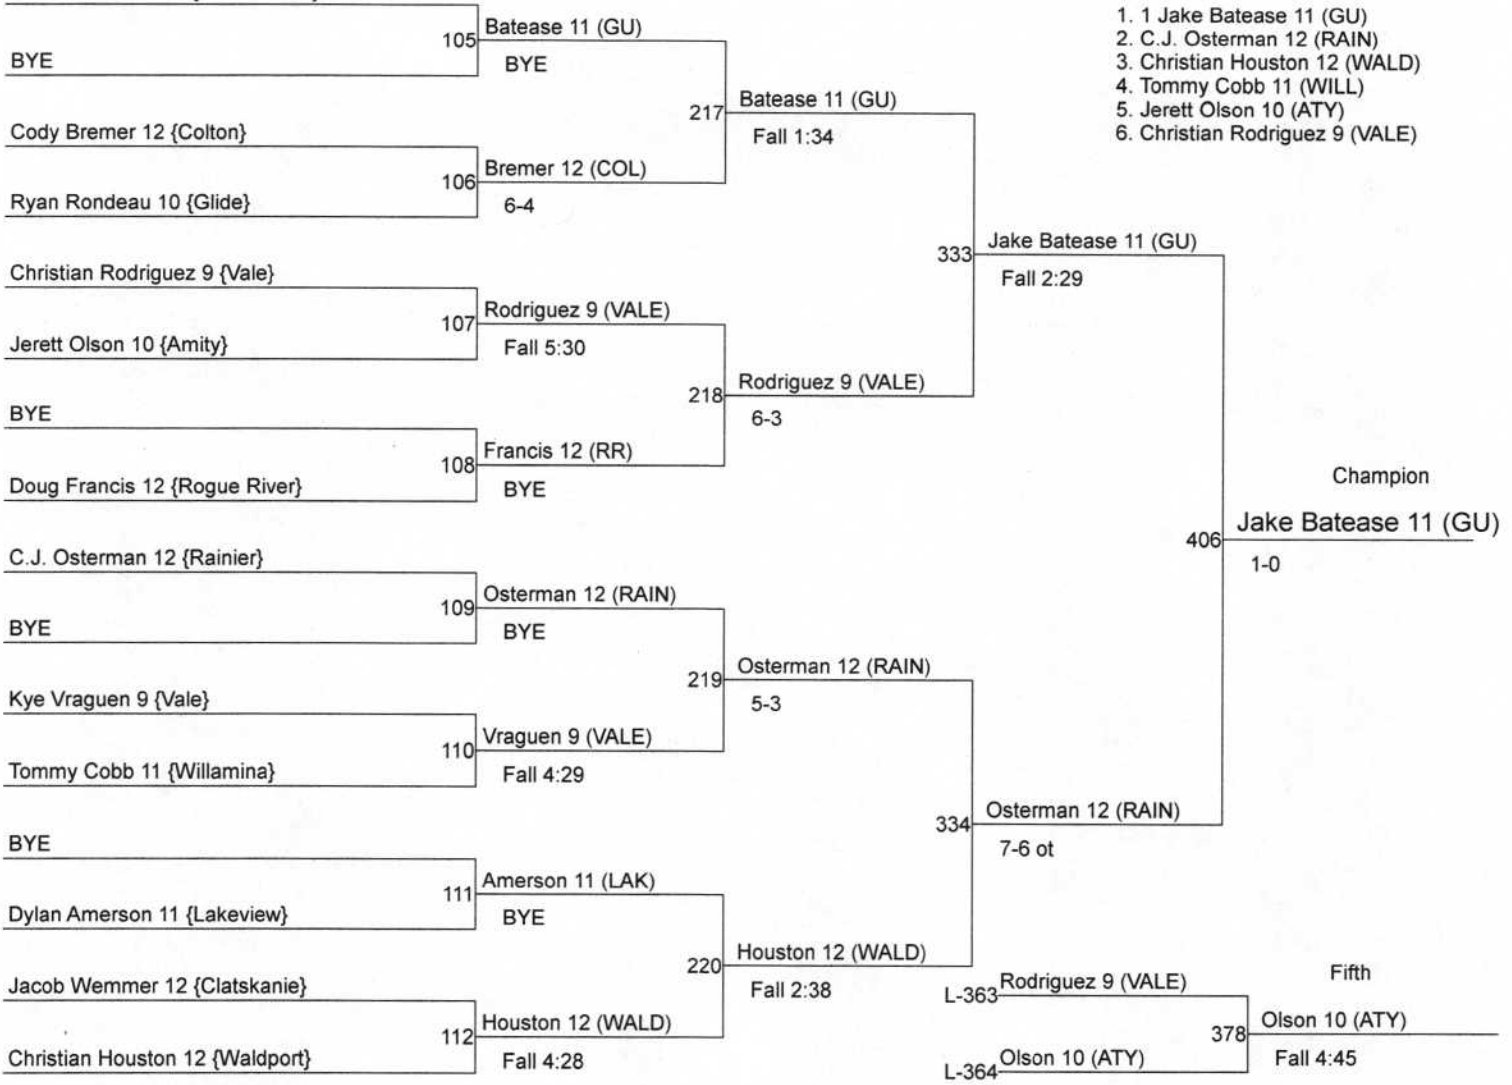 1. 1 Jake Batease 11 (GU)
2. C.J. Osterman 12 (RAIN)
3. Christian Houston 12 (WALD)
4. Tommy Cobb 11 (WILL)
5. Jerett Olson 10 (ATY)
6. Christian Rodriguez 9 (VALE)
BYE
Cody Bremer 12 {Colton}
Ryan Rondeau 10 {Glide}
Christian Rodriguez 9 {Vale}
Jerett Olson 10 {Amity}
BYE
Doug Francis 12 {Rogue River}
C.J. Osterman 12 {Rainier}
BYE
Kye Vraguen 9 {Vale}
Tommy Cobb 11 {Willamina}
BYE
Dylan Amerson 11 {Lakeview}
Jacob Wemmer 12 {Clatskanie}
Christian Houston 12 {Waldport}
105 Batease 11 (GU)
BYE
106 Bremer 12 (COL)
6-4
107 Rodriguez 9 (VALE)
Fall 5:30
108 Francis 12 (RR)
BYE
109 Osterman 12 (RAIN)
BYE
110 Vraguen 9 (VALE)
Fall 4:29
111 Amerson 11 (LAK)
BYE
112 Houston 12 (WALD)
Fall 4:28
217 Batease 11 (GU)
Fall 1:34
218 Rodriguez 9 (VALE)
6-3
219 Osterman 12 (RAIN)
5-3
220 Houston 12 (WALD)
Fall 2:38
333 Jake Batease 11 (GU)
Fall 2:29
334 Osterman 12 (RAIN)
7-6 ot
Champion
406 Jake Batease 11 (GU)
1-0
L-363 Rodriguez 9 (VALE)
L-364 Olson 10 (ATY)
Fifth
378 Olson 10 (ATY)
Fall 4:45